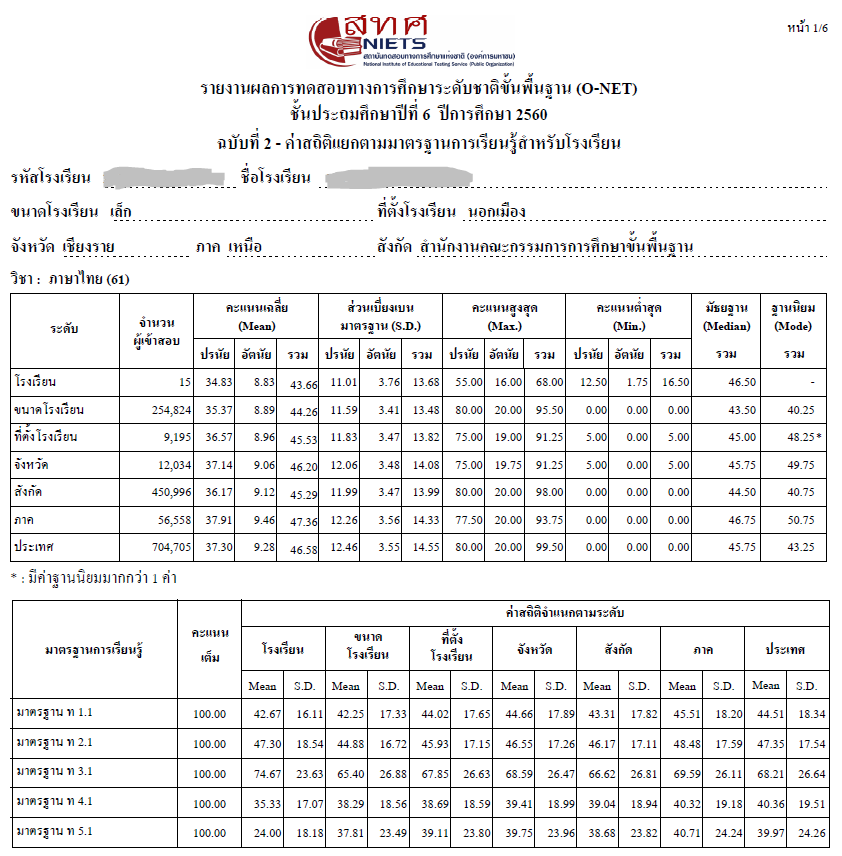 สทศ
NIETS
สถาบันทดสอบทางการศึกษาแห่งชาติ (องค์การมหาชน)
National Institute of Educational Testing Service (Public Organization)
หน้า 1/6
รายงานผลการทดสอบทางการศึกษาระดับชาติขั้นพื้นฐาน (O-NET)
ชั้นประถมศึกษาปีที่ 6 ปีการศึกษา 2560
ฉบับที่ 2 - ค่าสถิติแยกตามมาตรฐานการเรียนรู้สำหรับโรงเรียน
รหัสโรงเรียน ชื่อโรงเรียน
ขนาดโรงเรียน เล็ก ที่ตั้งโรงเรียน นอกเมือง
จังหวัด เชียงราย ภาค เหนือ สังกัด สำนักงานคณะกรรมการการศึกษาขั้นพื้นฐาน
วิชา : ภาษาไทย (61)
ระดับ จำนวนผู้เข้าสอบ คะแนนเฉลี่ย (Mean) ส่วนเบี่ยงเบนมาตรฐาน (S.D.) คะแนนสูงสุด (Max.) คะแนนต่ำสุด (Min.) มัธยฐาน (Median) ฐานนิยม (Mode)
ปรนัย อัตนัย รวม ปรนัย อัตนัย รวม ปรนัย อัตนัย รวม ปรนัย อัตนัย รวม รวม รวม
โรงเรียน 15 34.83 8.83 43.66 11.01 3.76 13.68 55.00 16.00 68.00 12.50 1.75 16.50 46.50 -
ขนาดโรงเรียน 254,824 35.37 8.89 44.26 11.59 3.41 13.48 80.00 20.00 95.50 0.00 0.00 0.00 43.50 40.25
ที่ตั้งโรงเรียน 9,195 36.57 8.96 45.53 11.83 3.47 13.82 75.00 19.00 91.25 5.00 0.00 5.00 45.00 48.25*
จังหวัด 12,034 37.14 9.06 46.20 12.06 3.48 14.08 75.00 19.75 91.25 5.00 0.00 5.00 45.75 49.75
สังกัด 450,996 36.17 9.12 45.29 11.99 3.47 13.99 80.00 20.00 98.00 0.00 0.00 0.00 44.50 40.75
ภาค 56,558 37.91 9.46 47.36 12.26 3.56 14.33 77.50 20.00 93.75 0.00 0.00 0.00 46.75 50.75
ประเทศ 704,705 37.30 9.28 46.58 12.46 3.55 14.55 80.00 20.00 99.50 0.00 0.00 0.00 45.75 43.25
* : มีค่าฐานนิยมมากกว่า 1 ค่า
มาตรฐานการเรียนรู้ คะแนนเต็ม ค่าสถิติจำแนกตามระดับ
โรงเรียน ขนาดโรงเรียน ที่ตั้งโรงเรียน จังหวัด สังกัด ภาค ประเทศ
Mean S.D. Mean S.D. Mean S.D. Mean S.D. Mean S.D. Mean S.D. Mean S.D.
มาตรฐาน ท 1.1 100.00 42.67 16.11 42.25 17.33 44.02 17.65 44.66 17.89 43.31 17.82 45.51 18.20 44.51 18.34
มาตรฐาน ท 2.1 100.00 47.30 18.54 44.88 16.72 45.93 17.15 46.55 17.26 46.17 17.11 48.48 17.59 47.35 17.54
มาตรฐาน ท 3.1 100.00 74.67 23.63 65.40 26.88 67.85 26.63 68.59 26.47 66.62 26.81 69.59 26.11 68.21 26.64
มาตรฐาน ท 4.1 100.00 35.33 17.07 38.29 18.56 38.69 18.59 39.41 18.99 39.04 18.94 40.32 19.18 40.36 19.51
มาตรฐาน ท 5.1 100.00 24.00 18.18 37.81 23.49 39.11 23.80 39.75 23.96 38.68 23.82 40.71 24.24 39.97 24.26